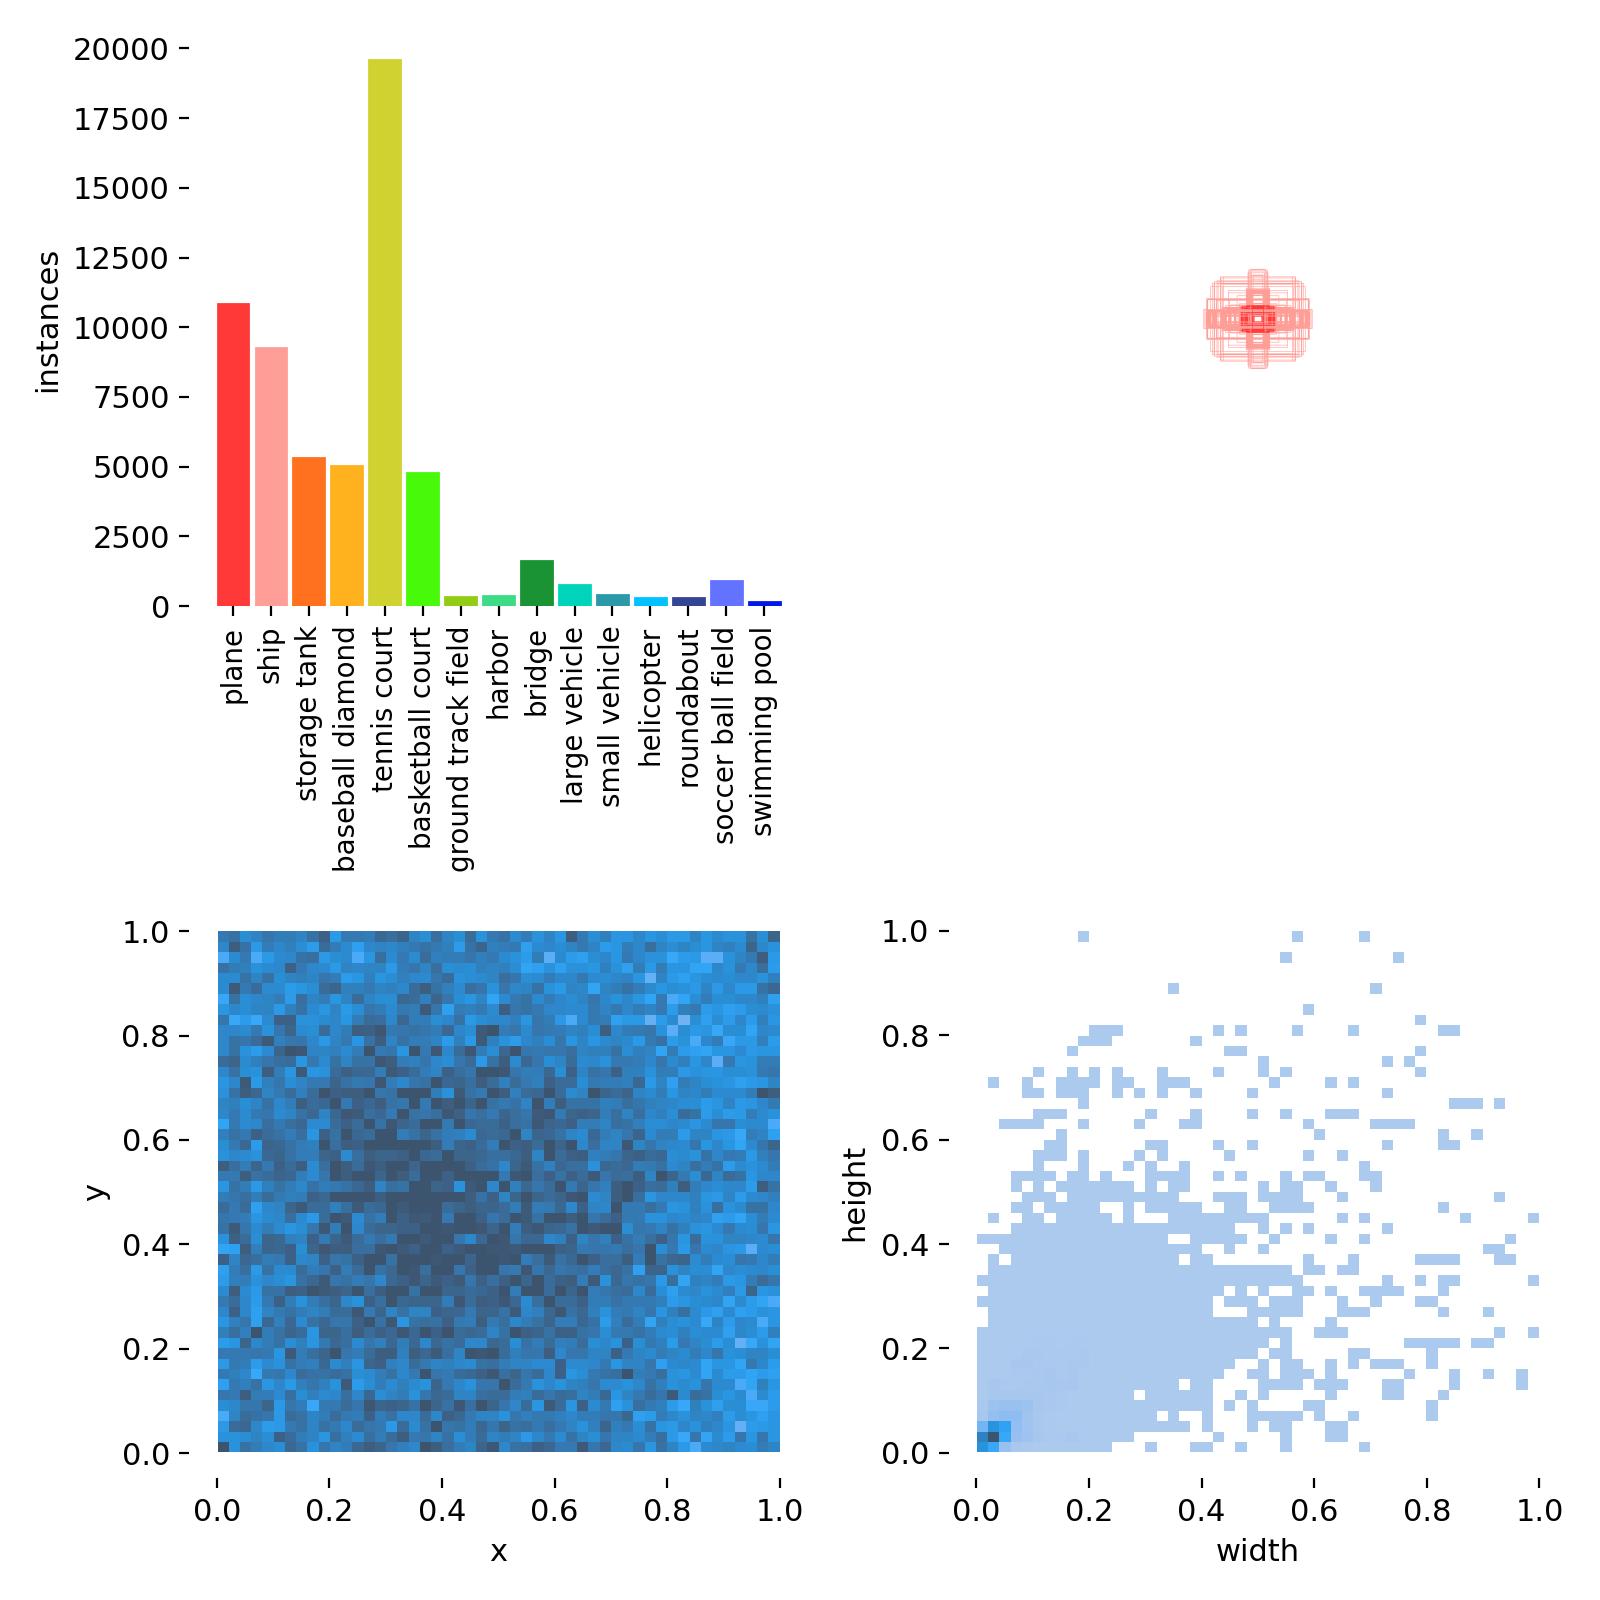 20000
17500
15000
12500
10000
7500
5000
2500
0
instances
plane
ship
storage tank
baseball diamond
tennis court
basketball court
ground track field
harbor
bridge
large vehicle
small vehicle
helicopter
roundabout
soccer ball field
swimming pool
1.0
0.8
0.6
0.4
0.2
0.0
y
0.0 0.2 0.4 0.6 0.8 1.0
x
1.0
0.8
0.6
0.4
0.2
0.0
height
0.0 0.2 0.4 0.6 0.8 1.0
width